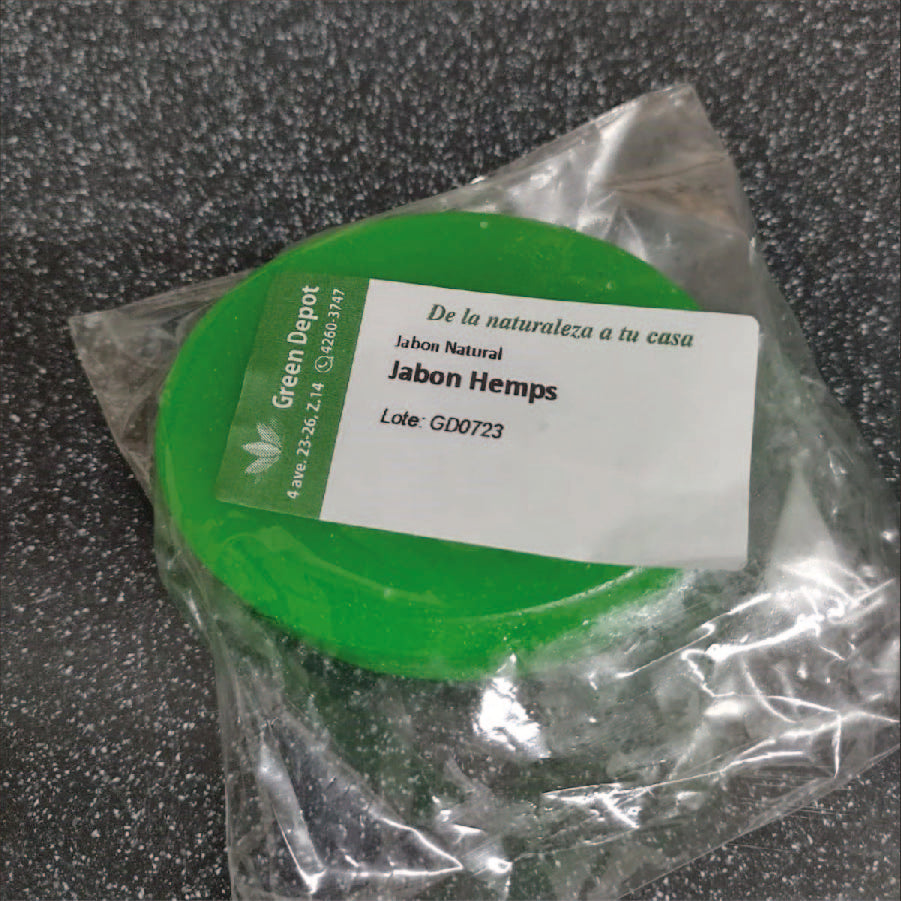 Green Depot
4 ave. 23-26, Z.14 4260-3747
De la naturaleza a tu casa
Jabon Natural
Jabon Hemps
Lote: GD0723